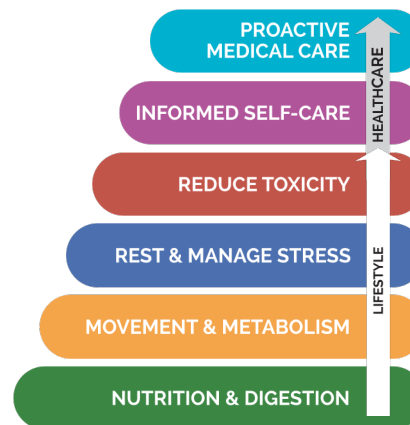 PROACTIVE
MEDICAL CARE
HEALTHCARE
INFORMED SELF-CARE
REDUCE TOXICITY
REST & MANAGE STRESS
LIFESTYLE
MOVEMENT & METABOLISM
NUTRITION & DIGESTION